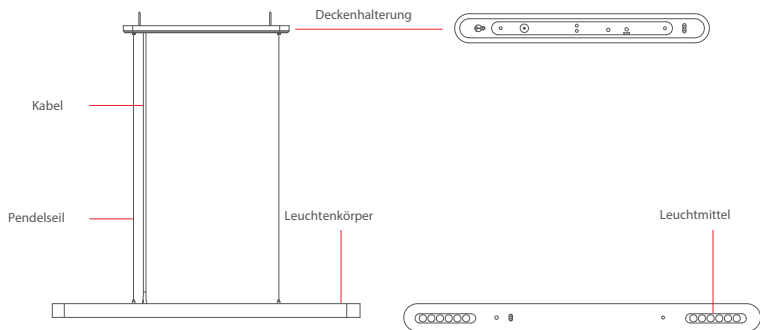 Deckenhalterung
Kabel
Pendelseil
Leuchtenkörper
Leuchtmittel